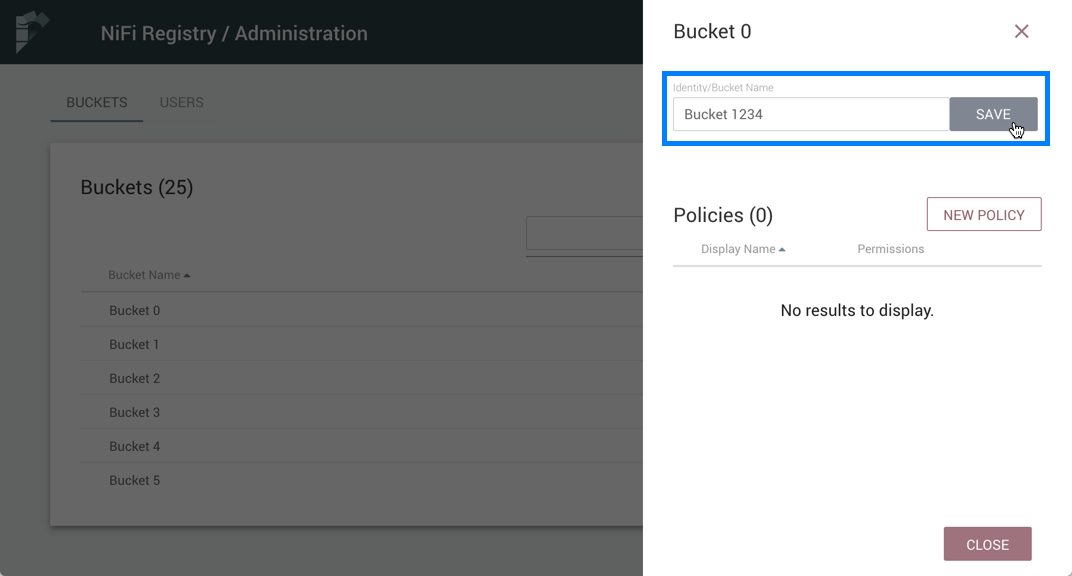 NiFi Registry / Administration
BUCKETS
USERS
Buckets (25)
Bucket Name
Bucket 0
Bucket 1
Bucket 2
Bucket 3
Bucket 4
Bucket 5
Bucket 0
Identity/Bucket Name
Bucket 1234
SAVE
Policies (0)
NEW POLICY
Display Name
Permissions
No results to display.
CLOSE